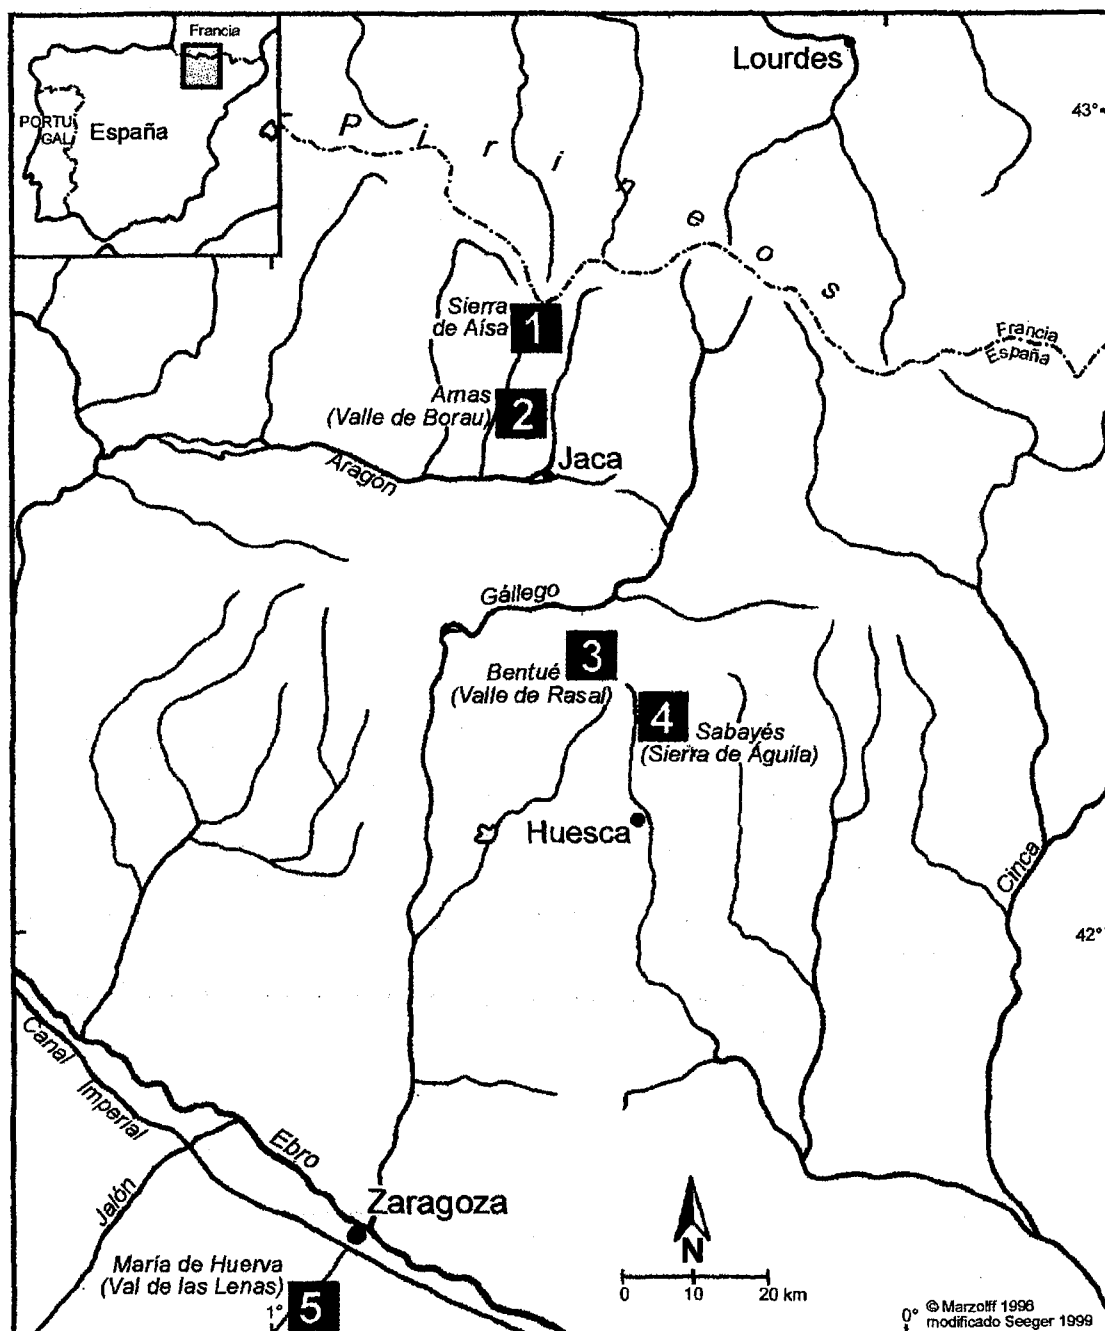 Francia
Lourdes
43°
PORTU
GAL
España
P i r i n e o s
Sierra
de Aísa
1
Francia
España
Arnas
(Valle de Borau)
2
Jaca
Aragón
Gállego
3
Bentué
(Valle de Rasal)
4
Sabayés
(Sierra de Águila)
Huesca
Cinca
42°
Canal
Imperial
Ebro
Jalón
Zaragoza
N
María de Huerva
(Val de las Lenas)
5
1°
0 10 20 km
0°
© Marzolff 1996
modificado Seeger 1999